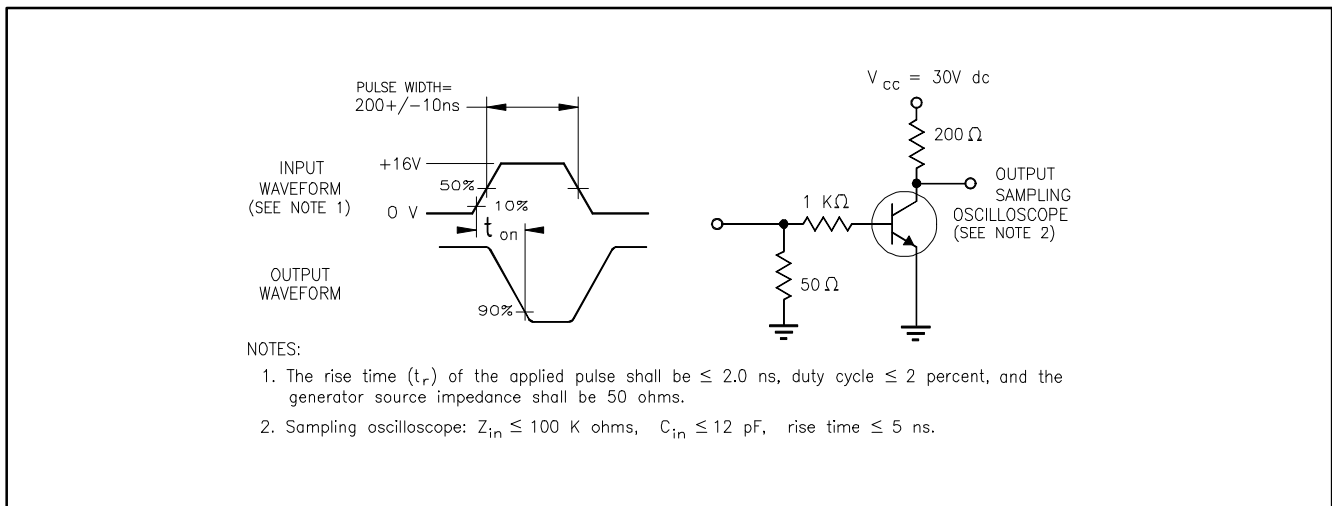 PULSE WIDTH=
200+/-10ns
INPUT
WAVEFORM
(SEE NOTE 1)
+16V
50%
10%
0 V
t on
OUTPUT
WAVEFORM
90%
V CC = 30V dc
200 Ω
1 KΩ
50 Ω
OUTPUT
SAMPLING
OSCILLOSCOPE
(SEE NOTE 2)
NOTES:
1. The rise time (tr) of the applied pulse shall be ≤ 2.0 ns, duty cycle ≤ 2 percent, and the
generator source impedance shall be 50 ohms.
2. Sampling oscilloscope: Zin ≤ 100 K ohms, Cin ≤ 12 pF, rise time ≤ 5 ns.